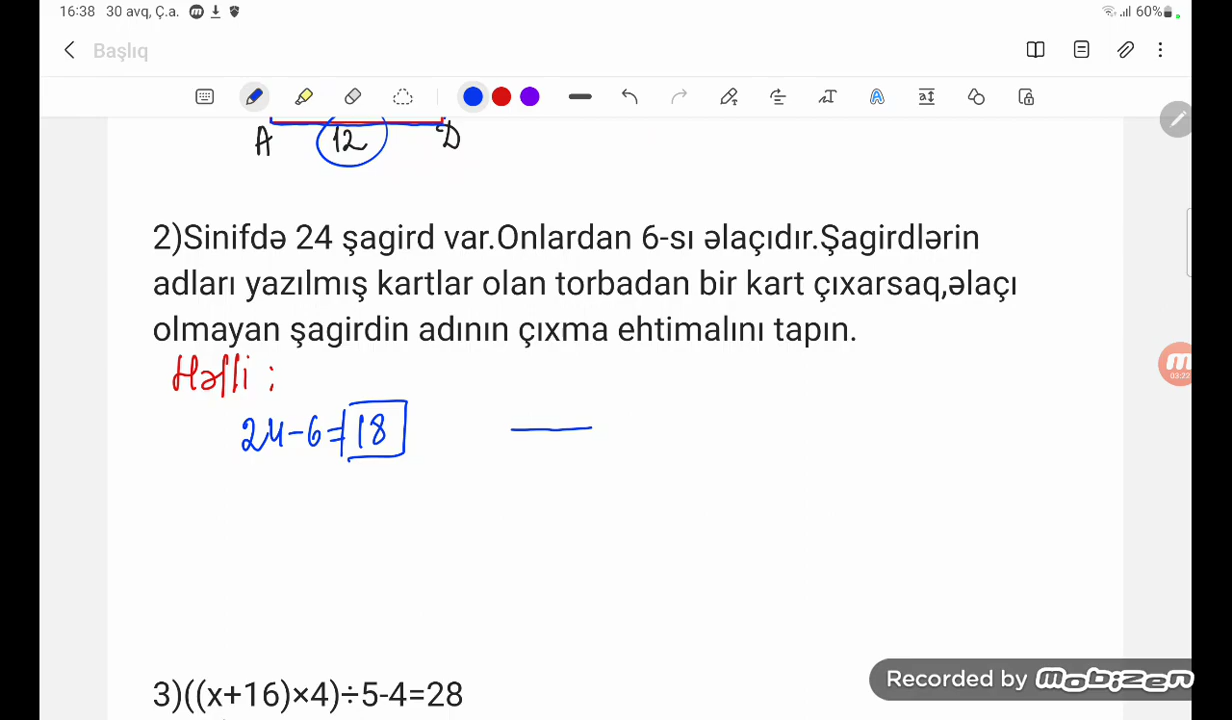 16:38 30 avq, Ç.a.
60%
Başlıq
A 12 D
2)Sinifdə 24 şagird var.Onlardan 6-sı əlaçıdır.Şagirdlərin
adları yazılmış kartlar olan torbadan bir kart çıxarsaq,əlaçı
olmayan şagirdin adının çıxma ehtimalını tapın.
Həlli :
24-6=18
03:22
3)((x+16)×4)÷5-4=28
Recorded by mobizen